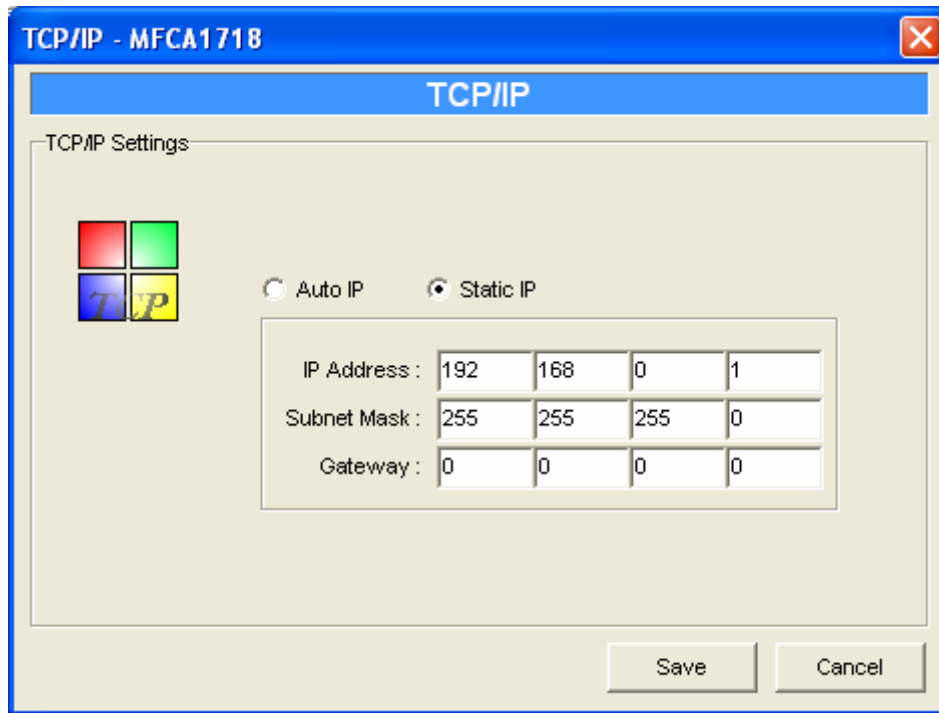 TCP/IP - MFCA1718
TCP/IP
TCP/IP Settings
TCP
Auto IP Static IP
IP Address : 192 168 0 1
Subnet Mask : 255 255 255 0
Gateway : 0 0 0 0
Save Cancel